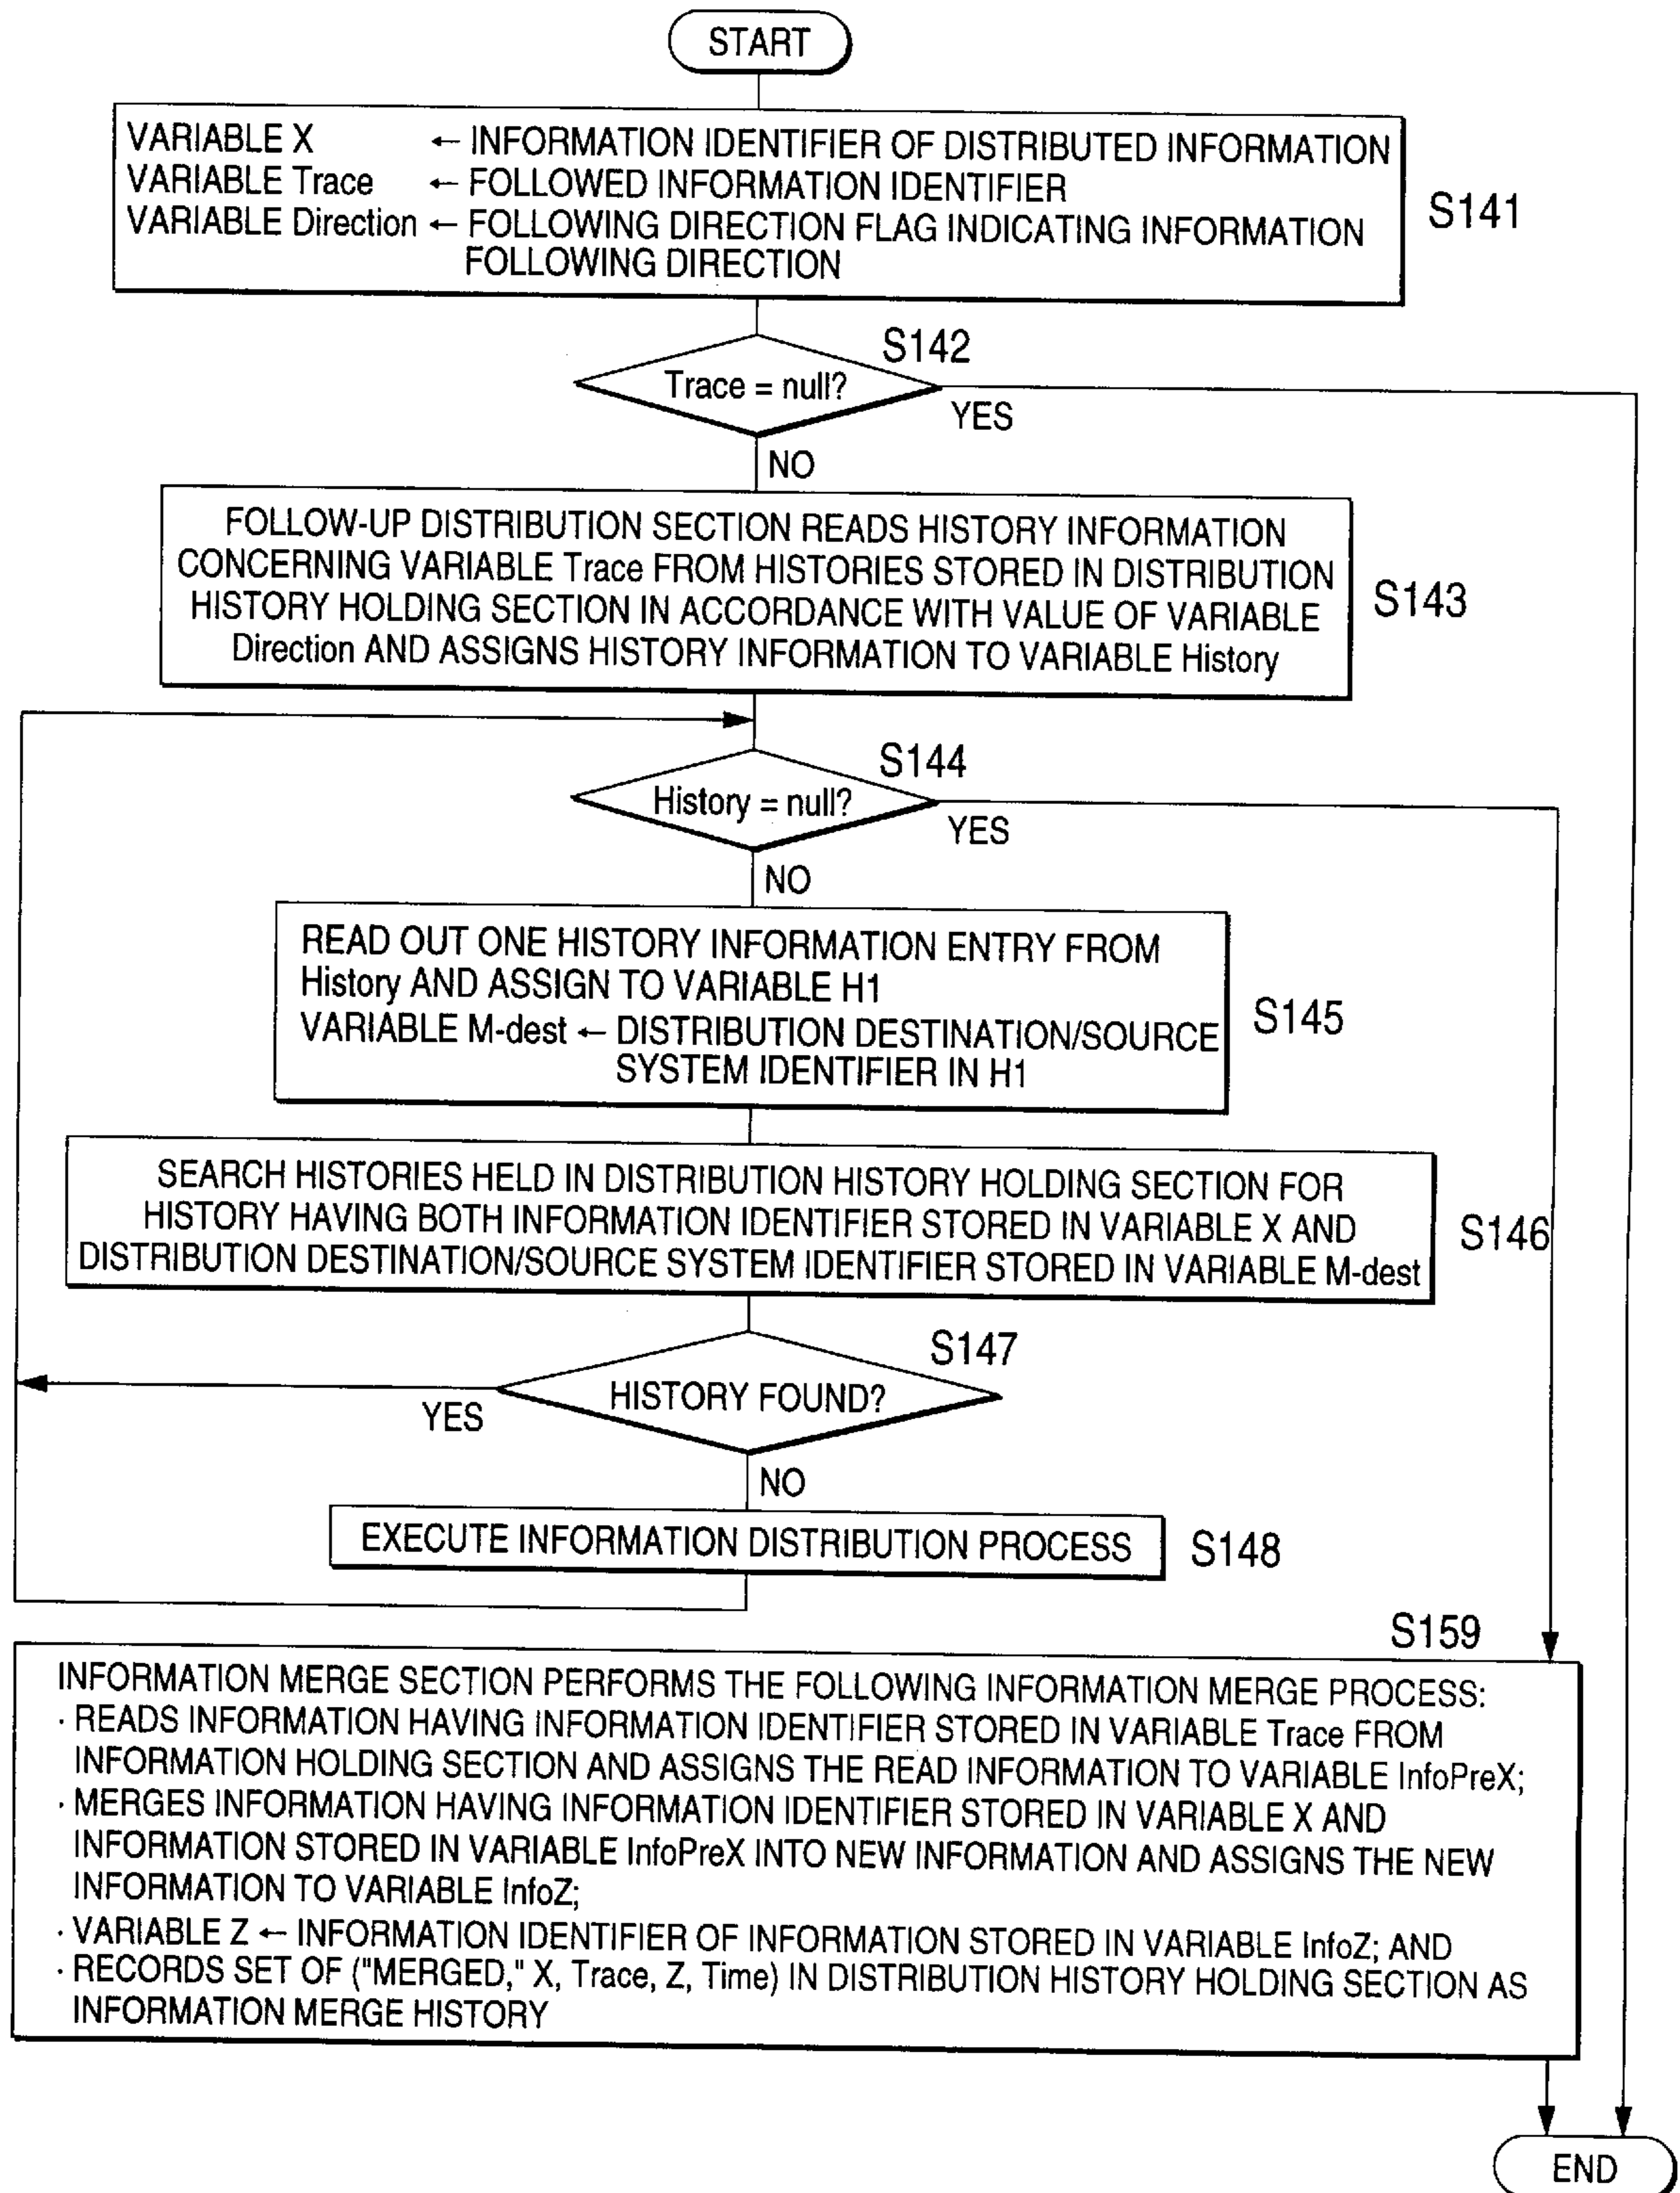 START
VARIABLE X ← INFORMATION IDENTIFIER OF DISTRIBUTED INFORMATION
VARIABLE Trace ← FOLLOWED INFORMATION IDENTIFIER
VARIABLE Direction ← FOLLOWING DIRECTION FLAG INDICATING INFORMATION
FOLLOWING DIRECTION
S141
S142
Trace = null?
YES
NO
FOLLOW-UP DISTRIBUTION SECTION READS HISTORY INFORMATION
CONCERNING VARIABLE Trace FROM HISTORIES STORED IN DISTRIBUTION
HISTORY HOLDING SECTION IN ACCORDANCE WITH VALUE OF VARIABLE
Direction AND ASSIGNS HISTORY INFORMATION TO VARIABLE History
S143
S144
History = null?
YES
NO
READ OUT ONE HISTORY INFORMATION ENTRY FROM
History AND ASSIGN TO VARIABLE H1
VARIABLE M-dest ← DISTRIBUTION DESTINATION/SOURCE
SYSTEM IDENTIFIER IN H1
S145
SEARCH HISTORIES HELD IN DISTRIBUTION HISTORY HOLDING SECTION FOR
HISTORY HAVING BOTH INFORMATION IDENTIFIER STORED IN VARIABLE X AND
DISTRIBUTION DESTINATION/SOURCE SYSTEM IDENTIFIER STORED IN VARIABLE M-dest
S146
S147
HISTORY FOUND?
YES
NO
EXECUTE INFORMATION DISTRIBUTION PROCESS
S148
S159
INFORMATION MERGE SECTION PERFORMS THE FOLLOWING INFORMATION MERGE PROCESS:
· READS INFORMATION HAVING INFORMATION IDENTIFIER STORED IN VARIABLE Trace FROM
INFORMATION HOLDING SECTION AND ASSIGNS THE READ INFORMATION TO VARIABLE InfoPreX;
· MERGES INFORMATION HAVING INFORMATION IDENTIFIER STORED IN VARIABLE X AND
INFORMATION STORED IN VARIABLE InfoPreX INTO NEW INFORMATION AND ASSIGNS THE NEW
INFORMATION TO VARIABLE InfoZ;
· VARIABLE Z ← INFORMATION IDENTIFIER OF INFORMATION STORED IN VARIABLE InfoZ; AND
· RECORDS SET OF ("MERGED," X, Trace, Z, Time) IN DISTRIBUTION HISTORY HOLDING SECTION AS
INFORMATION MERGE HISTORY
END